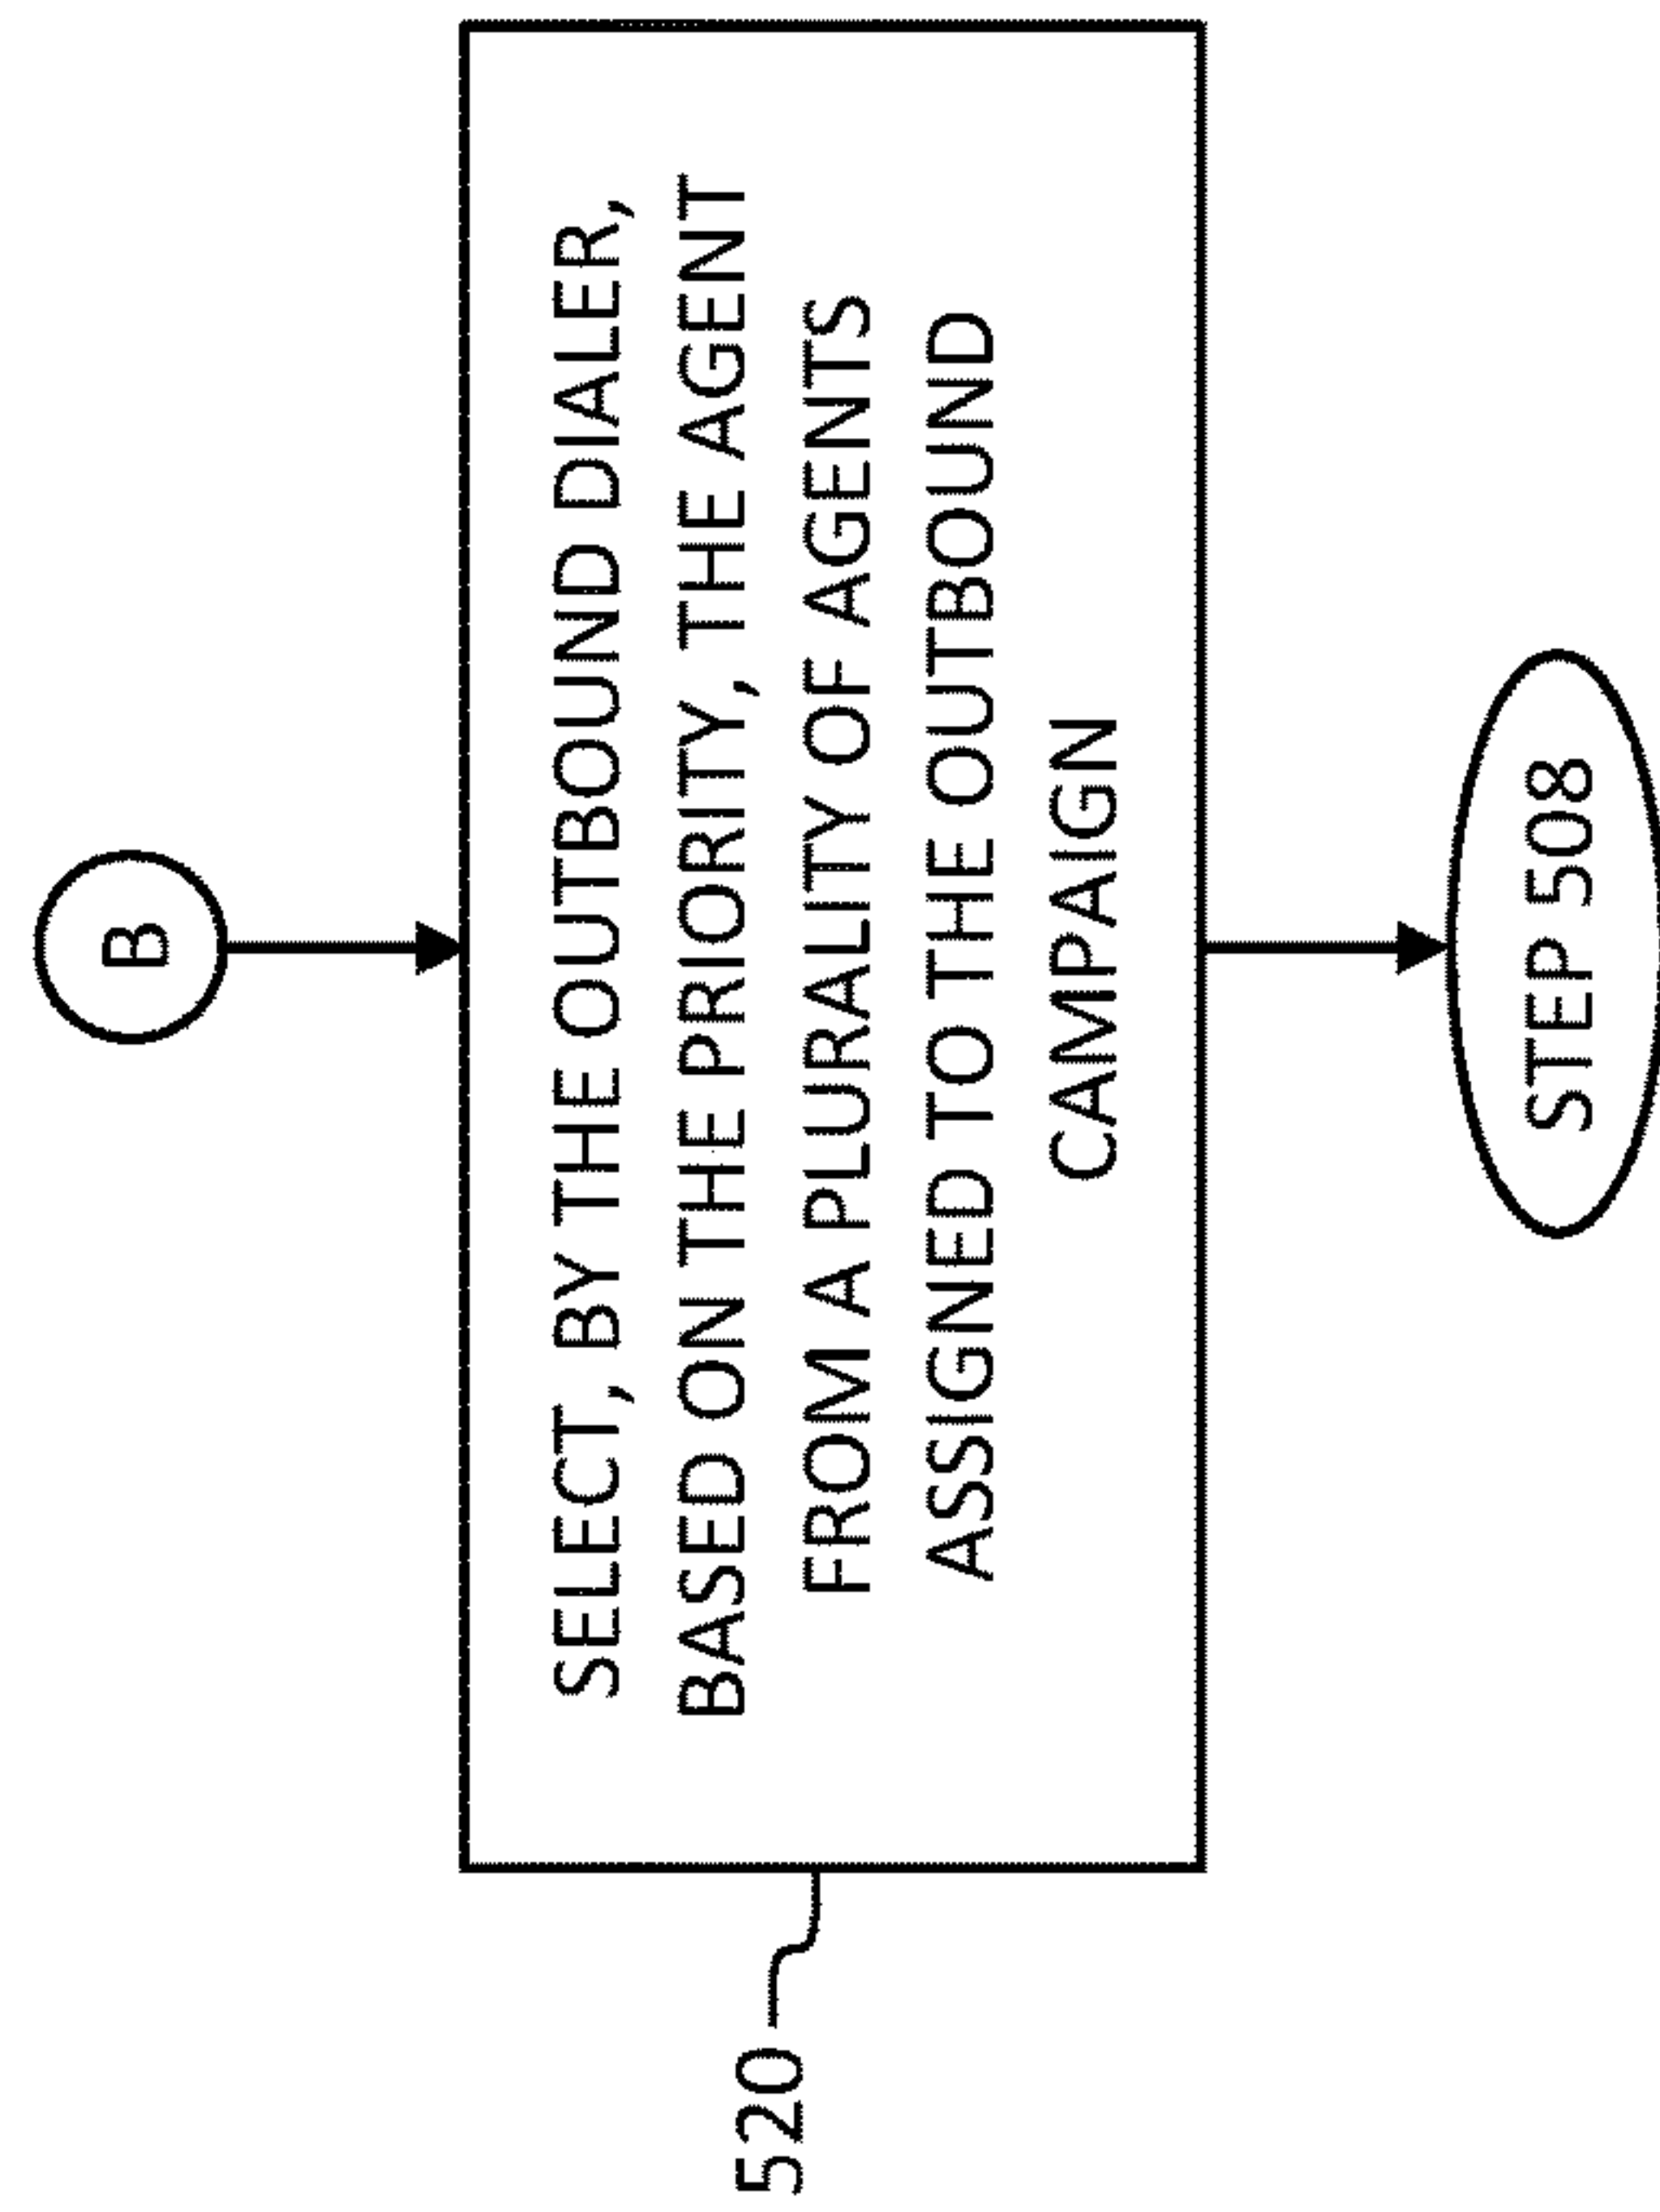 B
SELECT, BY THE OUTBOUND DIALER,
BASED ON THE PRIORITY, THE AGENT
FROM A PLURALITY OF AGENTS
ASSIGNED TO THE OUTBOUND
CAMPAIGN
520
STEP 508